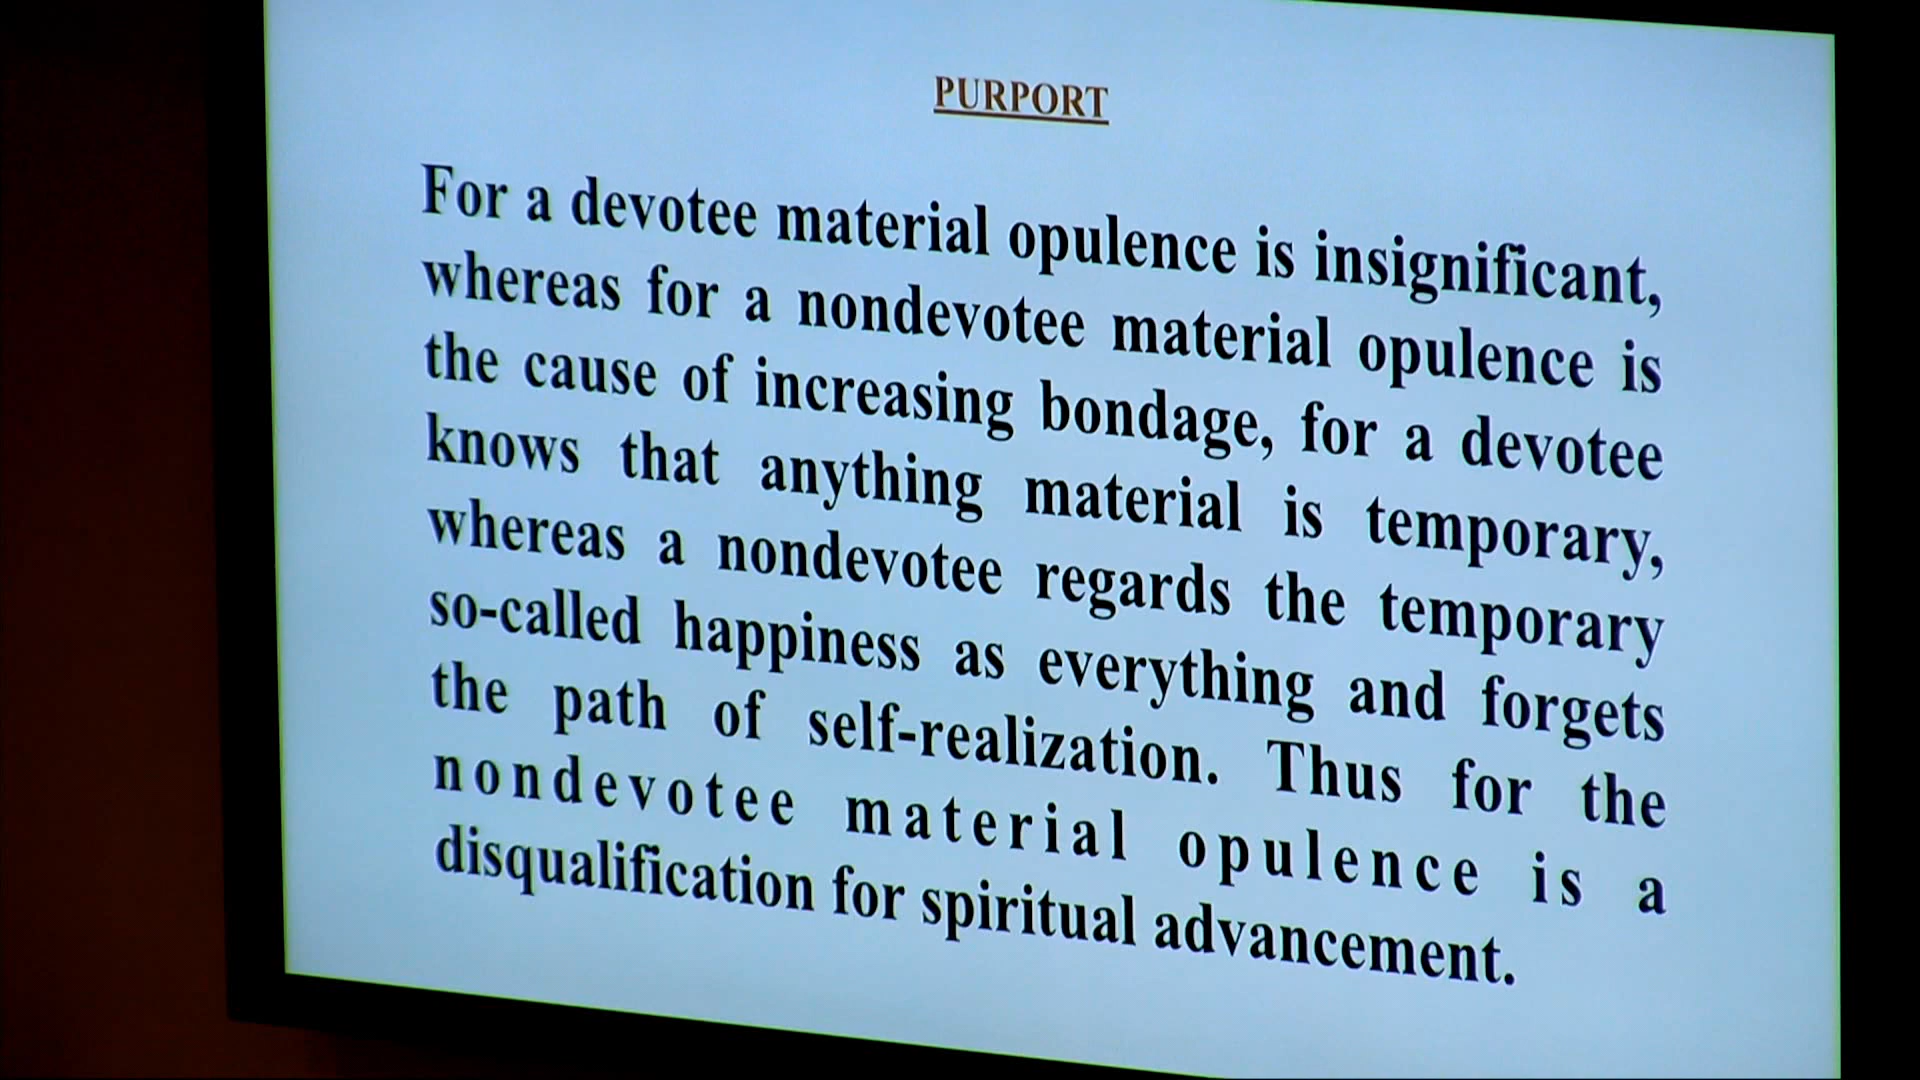 PURPORT
For a devotee material opulence is insignificant,
whereas for a nondevotee material opulence is
the cause of increasing bondage, for a devotee
knows that anything material is temporary,
whereas a nondevotee regards the temporary
so-called happiness as everything and forgets
the path of self-realization. Thus for the
nondevotee material opulence is a
disqualification for spiritual advancement.